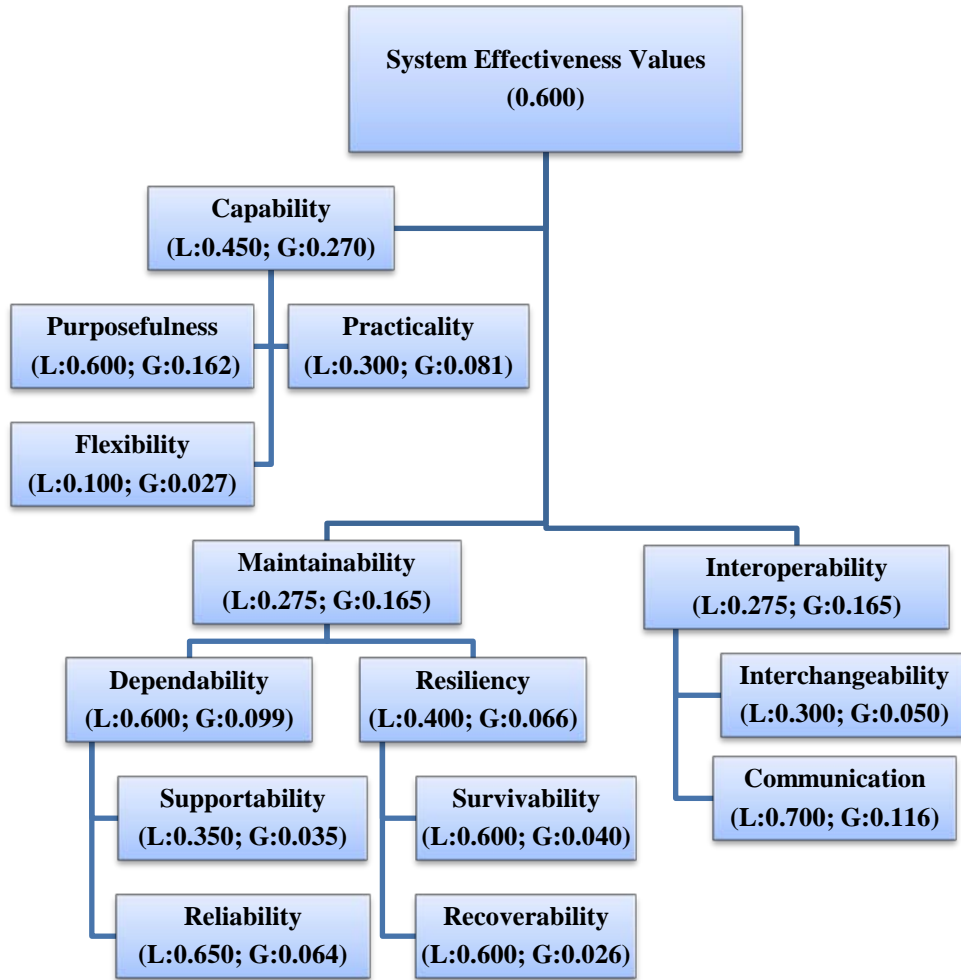 System Effectiveness Values
(0.600)
Capability
(L:0.450; G:0.270)
Purposefulness
(L:0.600; G:0.162)
Practicality
(L:0.300; G:0.081)
Flexibility
(L:0.100; G:0.027)
Maintainability
(L:0.275; G:0.165)
Interoperability
(L:0.275; G:0.165)
Dependability
(L:0.600; G:0.099)
Resiliency
(L:0.400; G:0.066)
Interchangeability
(L:0.300; G:0.050)
Supportability
(L:0.350; G:0.035)
Survivability
(L:0.600; G:0.040)
Communication
(L:0.700; G:0.116)
Reliability
(L:0.650; G:0.064)
Recoverability
(L:0.600; G:0.026)